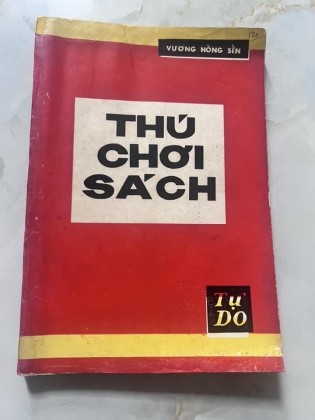 VƯƠNG HỒNG SỂN
THÚ
CHƠI
SÁCH
Tự
DO